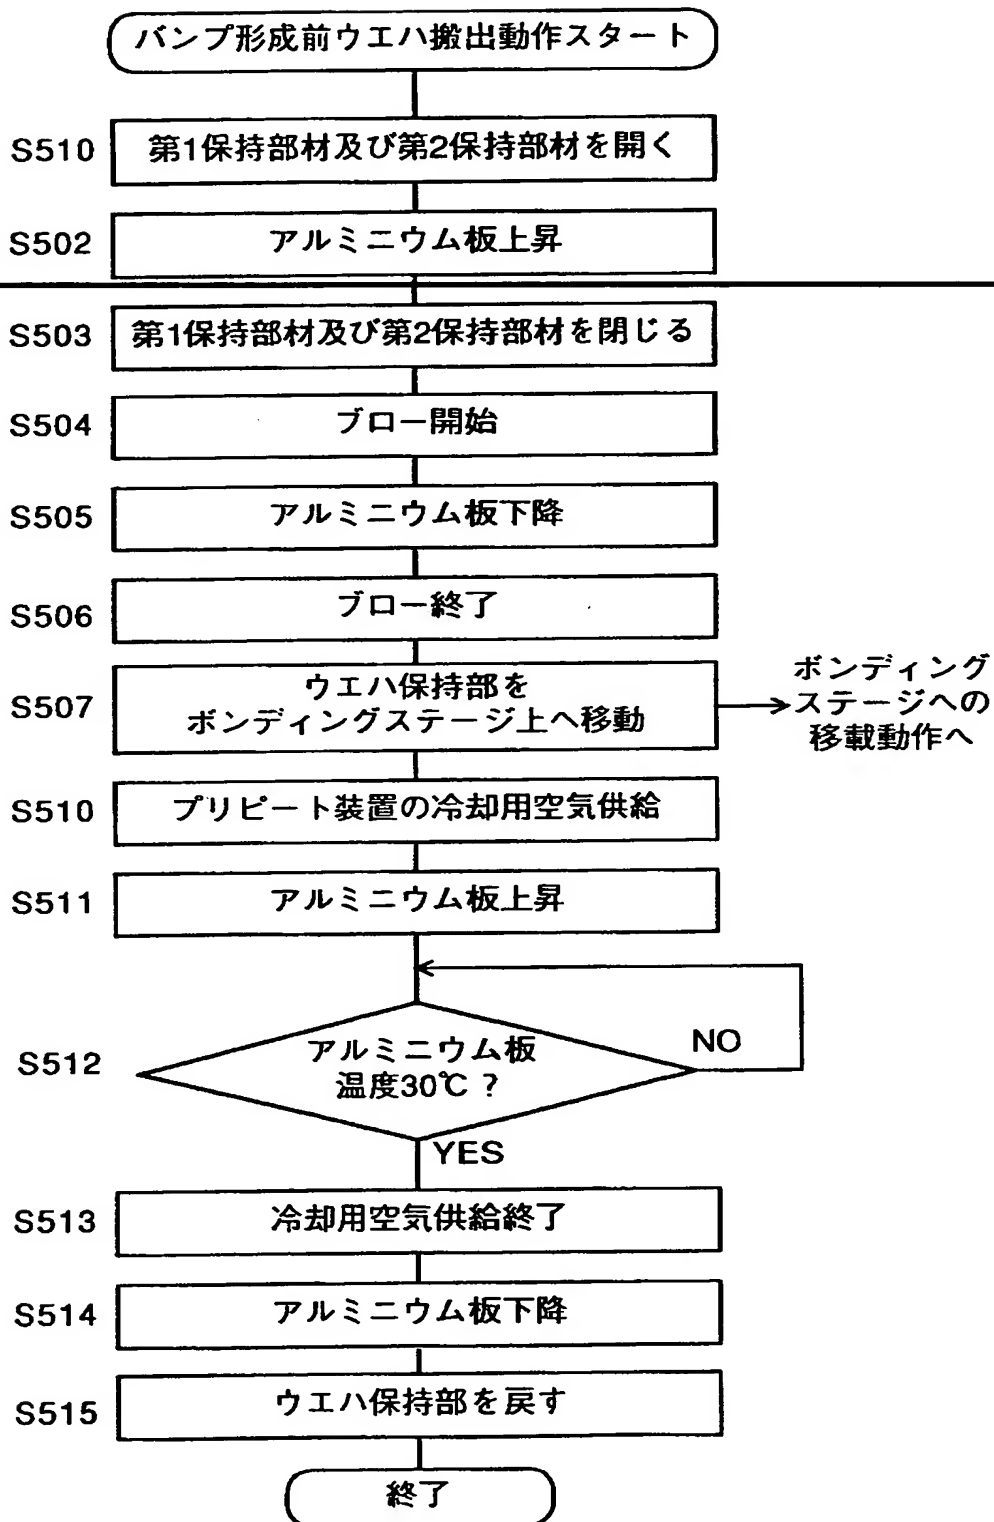 バンプ形成前ウエハ搬出動作スタート
S510 第1保持部材及び第2保持部材を開く
S502 アルミニウム板上昇
S503 第1保持部材及び第2保持部材を閉じる
S504 ブロー開始
S505 アルミニウム板下降
S506 ブロー終了
S507 ウエハ保持部を
ボンディングステージ上へ移動
ボンディング
ステージへの
移載動作へ
S510 プリピート装置の冷却用空気供給
S511 アルミニウム板上昇
S512 アルミニウム板
温度30℃？
NO
YES
S513 冷却用空気供給終了
S514 アルミニウム板下降
S515 ウエハ保持部を戻す
終了